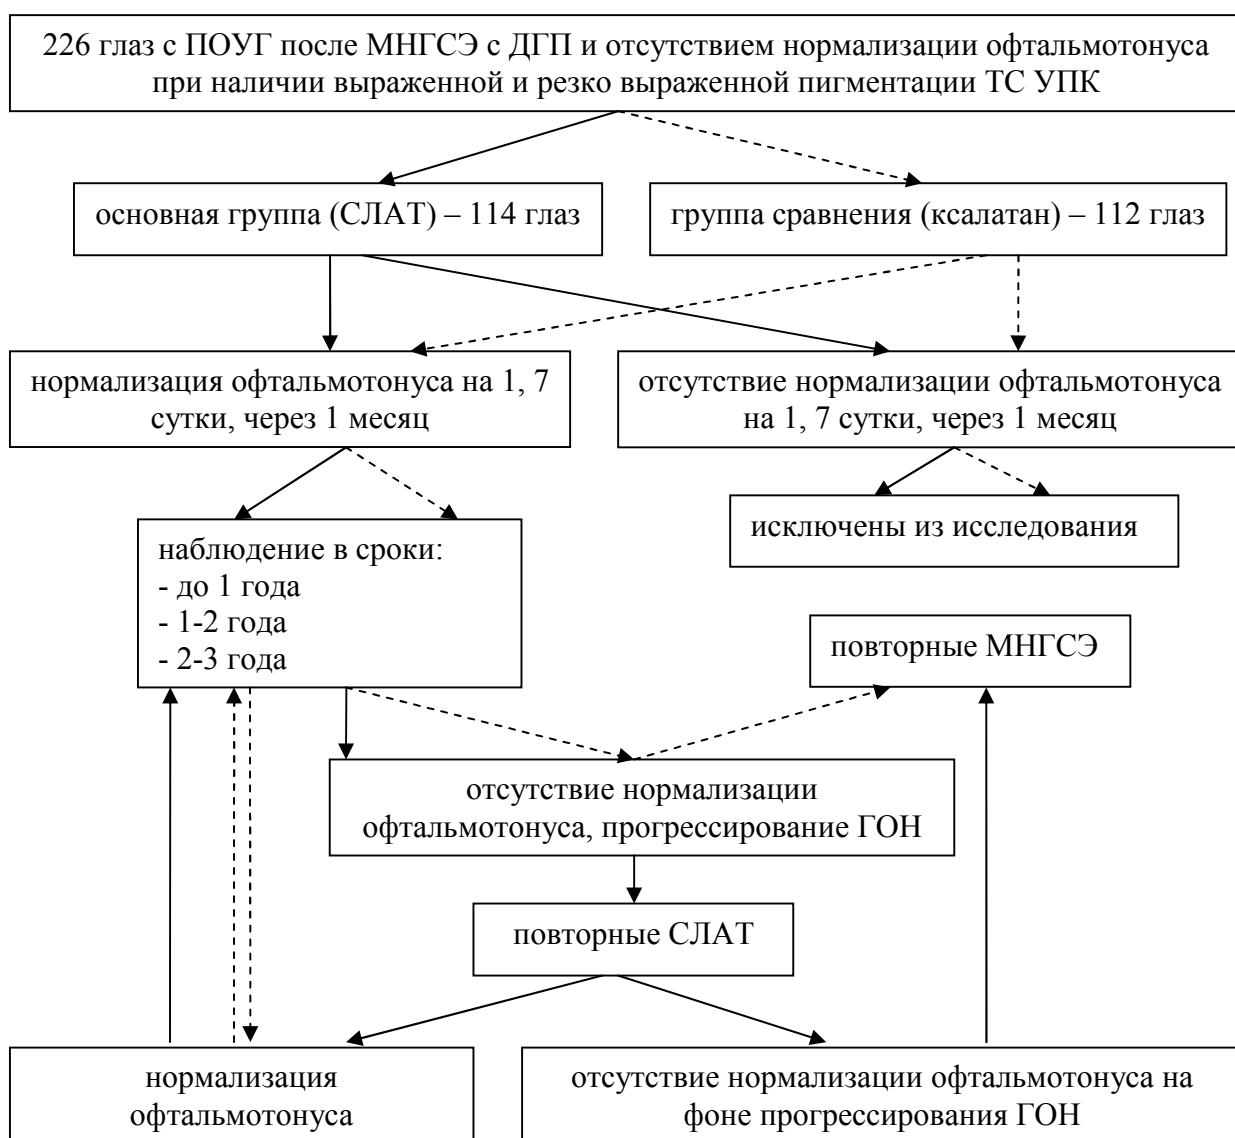 226 глаз с ПОУГ после МНГСЭ с ДГП и отсутствием нормализации офтальмотонуса
при наличии выраженной и резко выраженной пигментации ТС УПК
основная группа (СЛАТ) – 114 глаз
группа сравнения (ксалатан) – 112 глаз
нормализация офтальмотонуса на 1, 7
сутки, через 1 месяц
отсутствие нормализации офтальмотонуса
на 1, 7 сутки, через 1 месяц
исключены из исследования
наблюдение в сроки:
- до 1 года
- 1-2 года
- 2-3 года
повторные МНГСЭ
отсутствие нормализации
офтальмотонуса, прогрессирование ГОН
повторные СЛАТ
нормализация
офтальмотонуса
отсутствие нормализации офтальмотонуса на
фоне прогрессирования ГОН